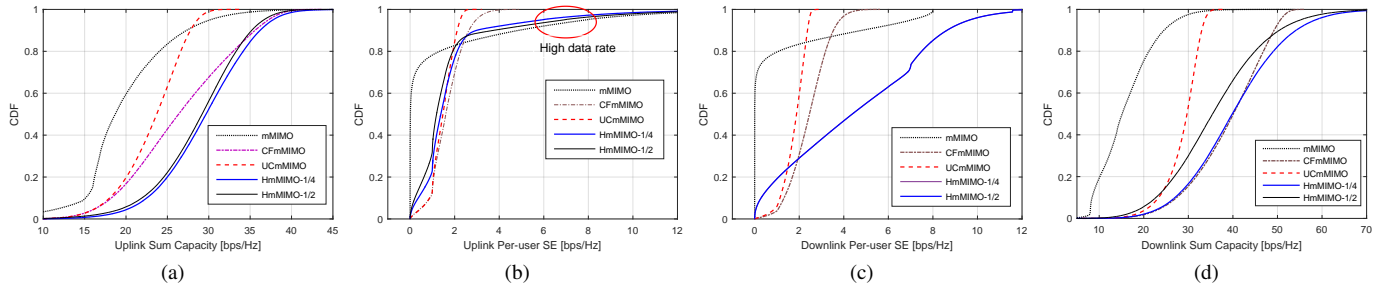 1
0.8
0.6
0.4
0.2
0
CDF
mMIMO
CFmMIMO
UCmMIMO
HmMIMO-1/4
HmMIMO-1/2
10 15 20 25 30 35 40 45
Uplink Sum Capacity [bps/Hz]
(a)
1
0.8
0.6
0.4
0.2
0
CDF
High data rate
mMIMO
CFmMIMO
UCmMIMO
HmMIMO-1/4
HmMIMO-1/2
0 2 4 6 8 10 12
Uplink Per-user SE [bps/Hz]
(b)
1
0.8
0.6
0.4
0.2
0
CDF
mMIMO
CFmMIMO
UCmMIMO
HmMIMO-1/4
HmMIMO-1/2
0 2 4 6 8 10 12
Downlink Per-user SE [bps/Hz]
(c)
1
0.8
0.6
0.4
0.2
0
CDF
mMIMO
CFmMIMO
UCmMIMO
HmMIMO-1/4
HmMIMO-1/2
10 20 30 40 50 60 70
Downlink Sum Capacity [bps/Hz]
(d)